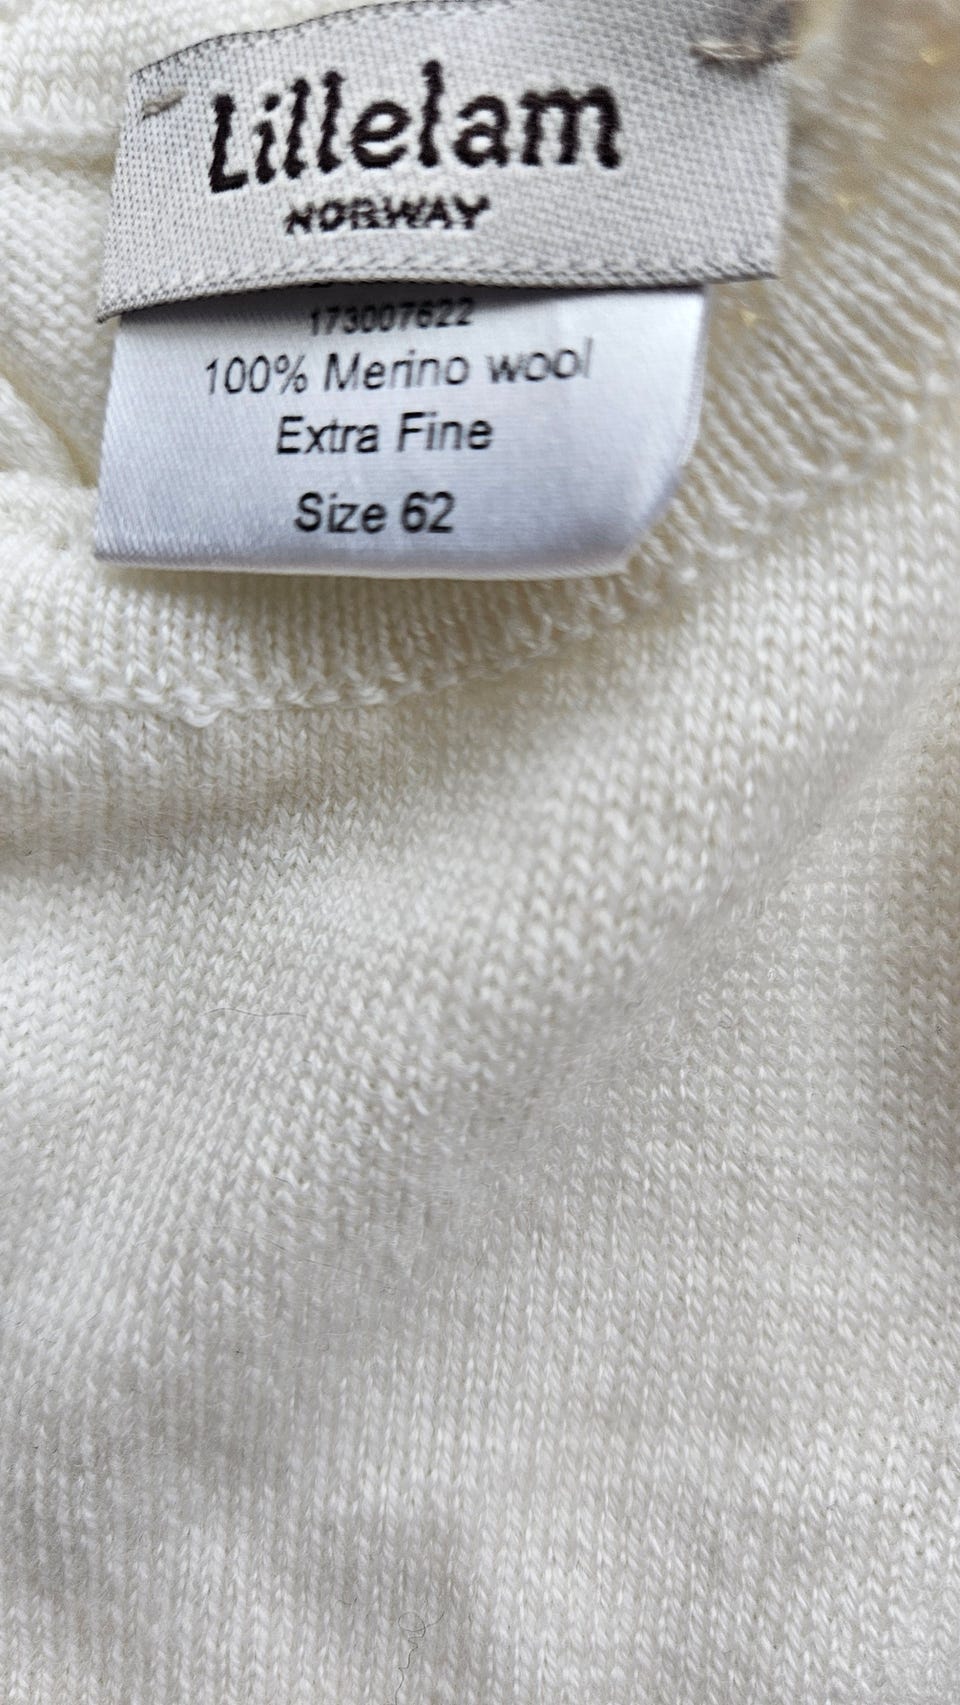 Lillelam
NORWAY
173007622
100% Merino wool
Extra Fine
Size 62